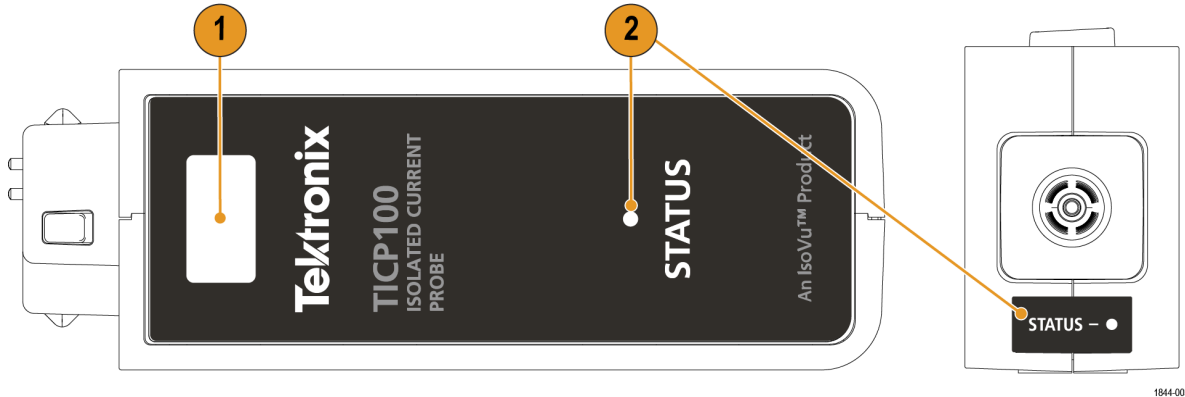 1
2
Tektronix
TICP100
ISOLATED CURRENT
PROBE
STATUS
An IsoVu™ Product
STATUS –
1844-00